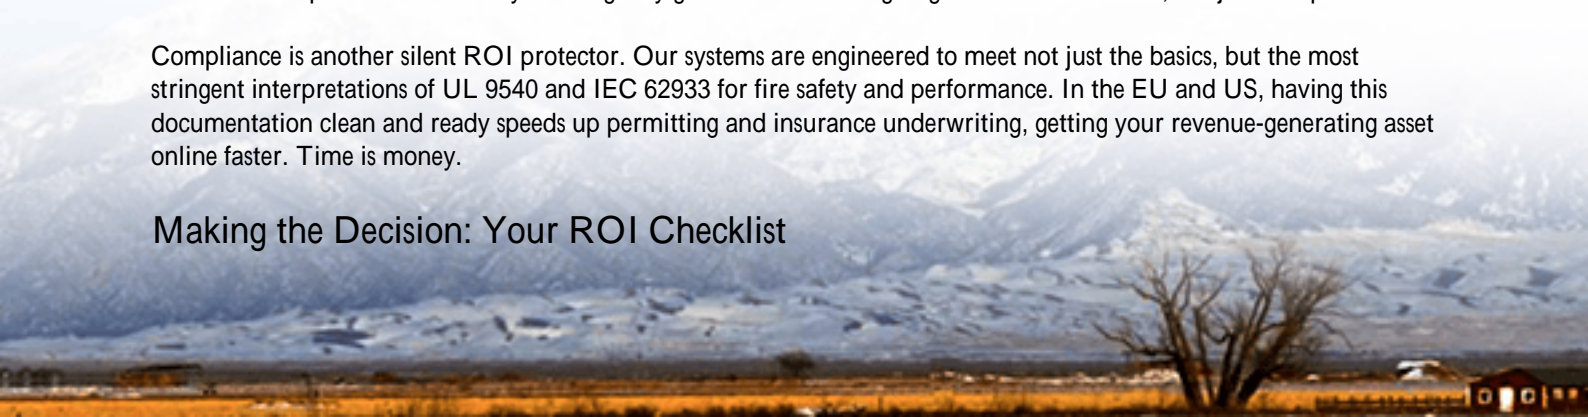 Compliance is another silent ROI protector. Our systems are engineered to meet not just the basics, but the most
stringent interpretations of UL 9540 and IEC 62933 for fire safety and performance. In the EU and US, having this
documentation clean and ready speeds up permitting and insurance underwriting, getting your revenue-generating asset
online faster. Time is money.
Making the Decision: Your ROI Checklist